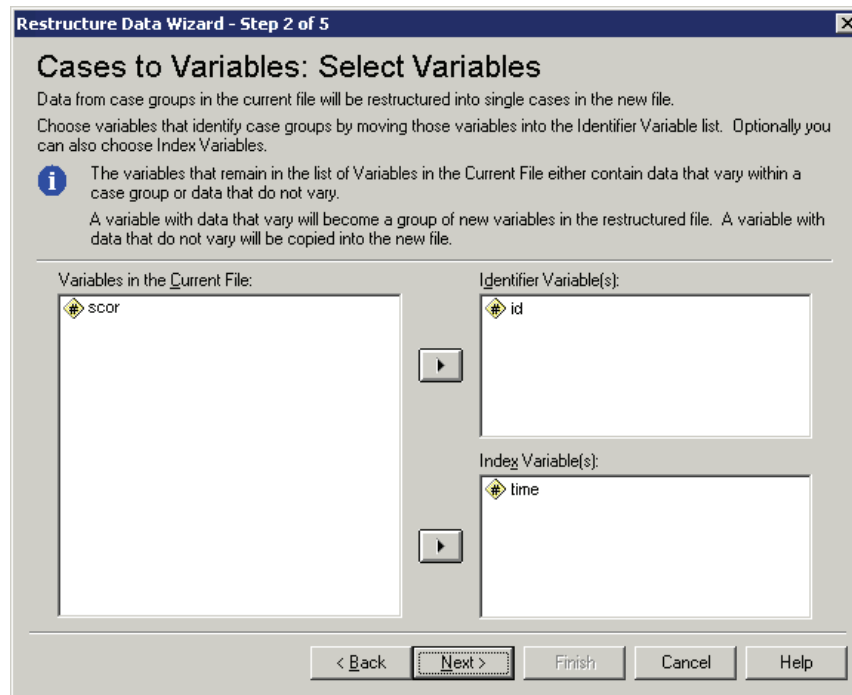 Restructure Data Wizard - Step 2 of 5
Cases to Variables: Select Variables
Data from case groups in the current file will be restructured into single cases in the new file.
Choose variables that identify case groups by moving those variables into the Identifier Variable list. Optionally you
can also choose Index Variables.
The variables that remain in the list of Variables in the Current File either contain data that vary within a
case group or data that do not vary.
A variable with data that vary will become a group of new variables in the restructured file. A variable with
data that do not vary will be copied into the new file.
Variables in the Current File:
scor
Identifier Variable(s):
id
Index Variable(s):
time
< Back
Next >
Finish
Cancel
Help